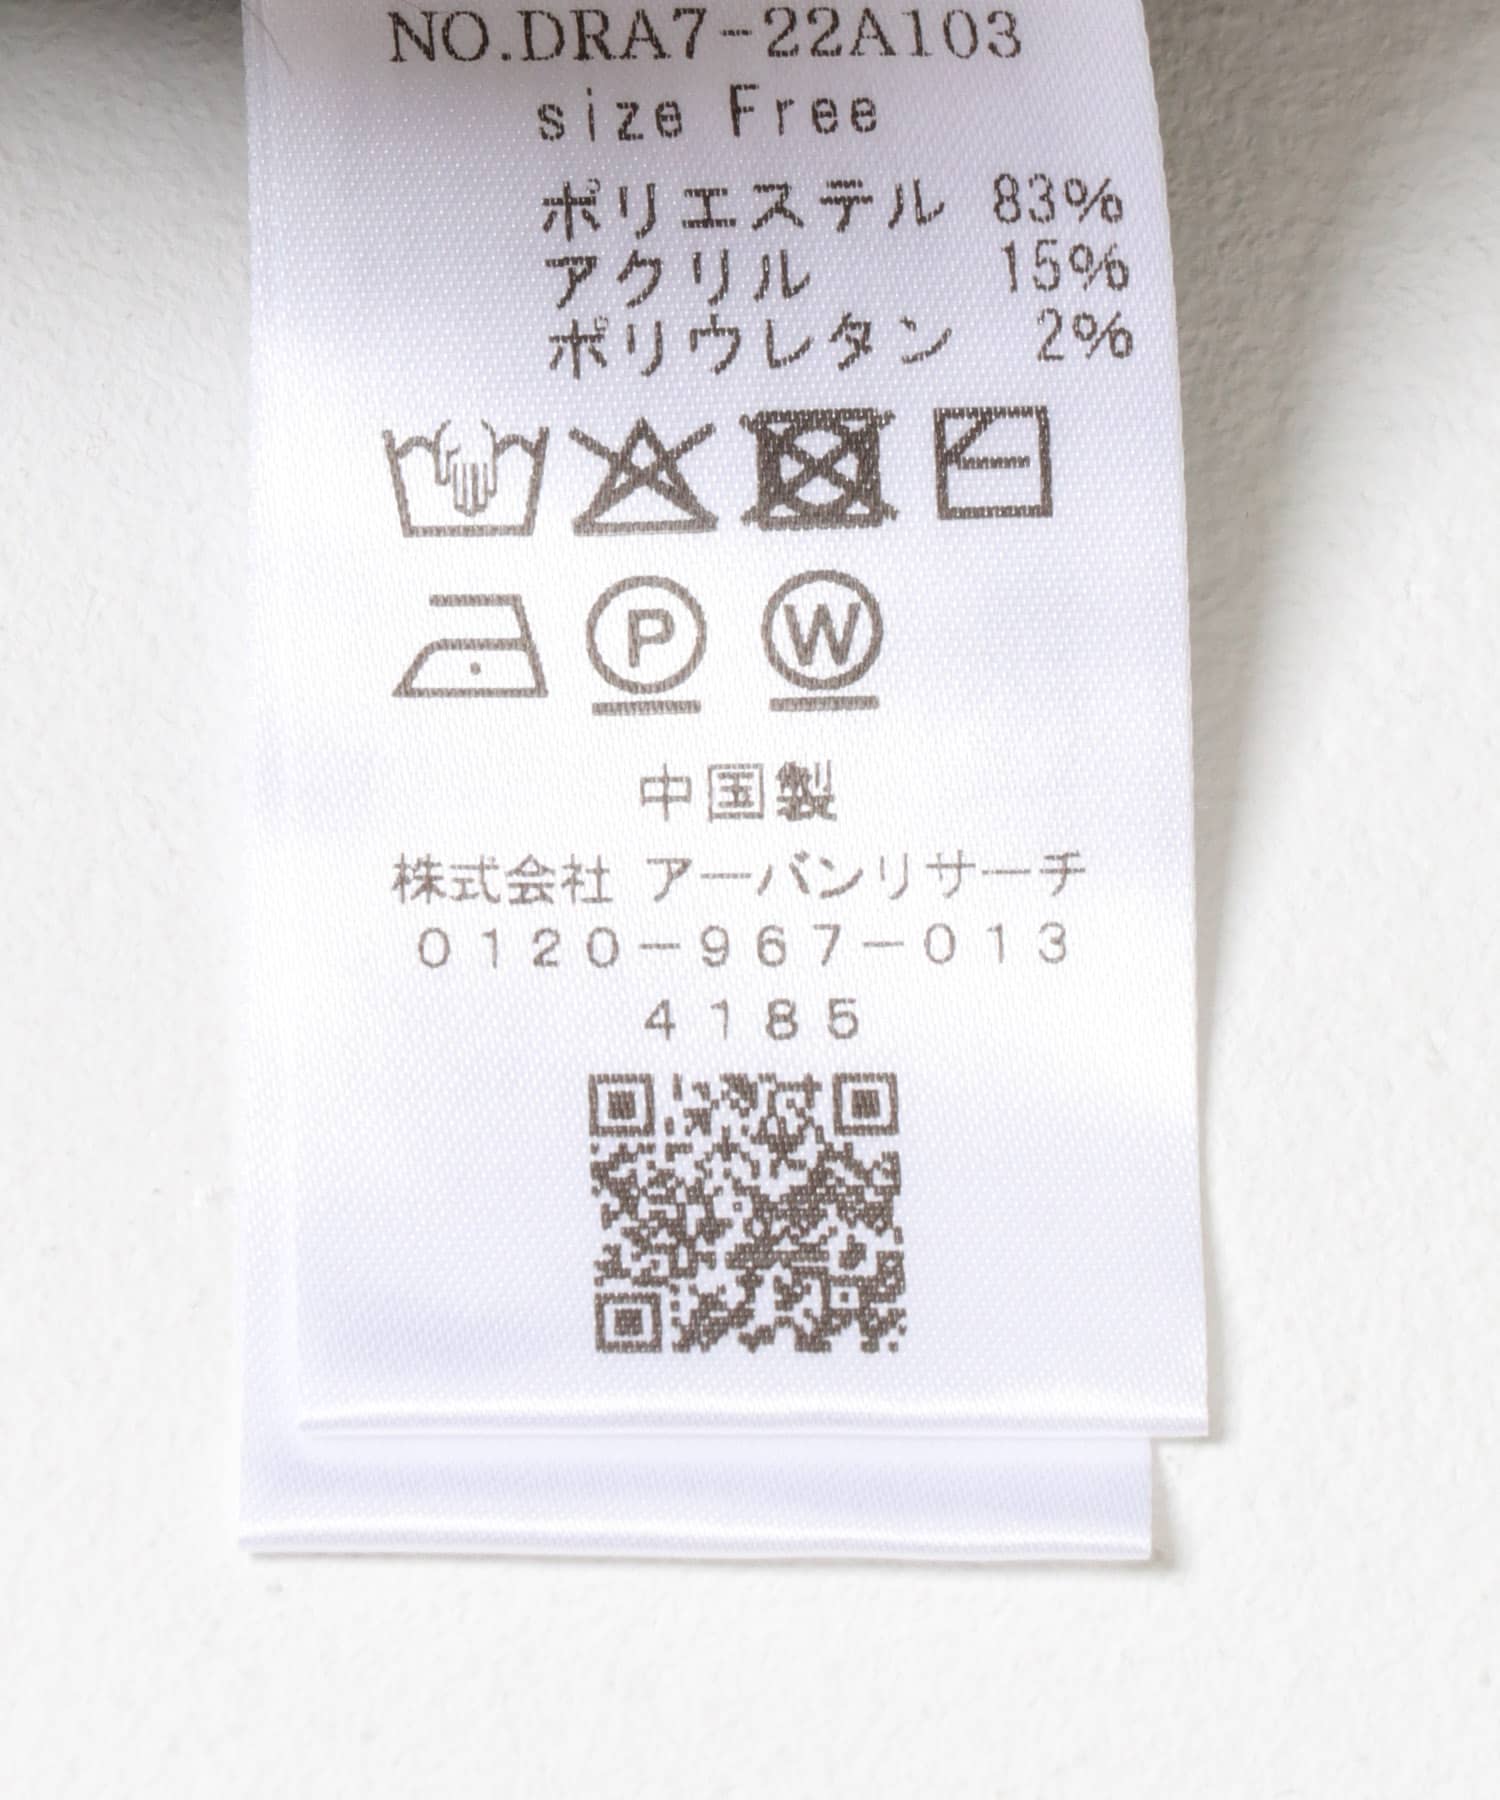 NO.DRA7-22A103
size Free
ポリエステル 83%
アクリル 15%
ポリウレタン 2%
P W
中国製
株式会社 アーバンリサーチ
0120-967-013
4185